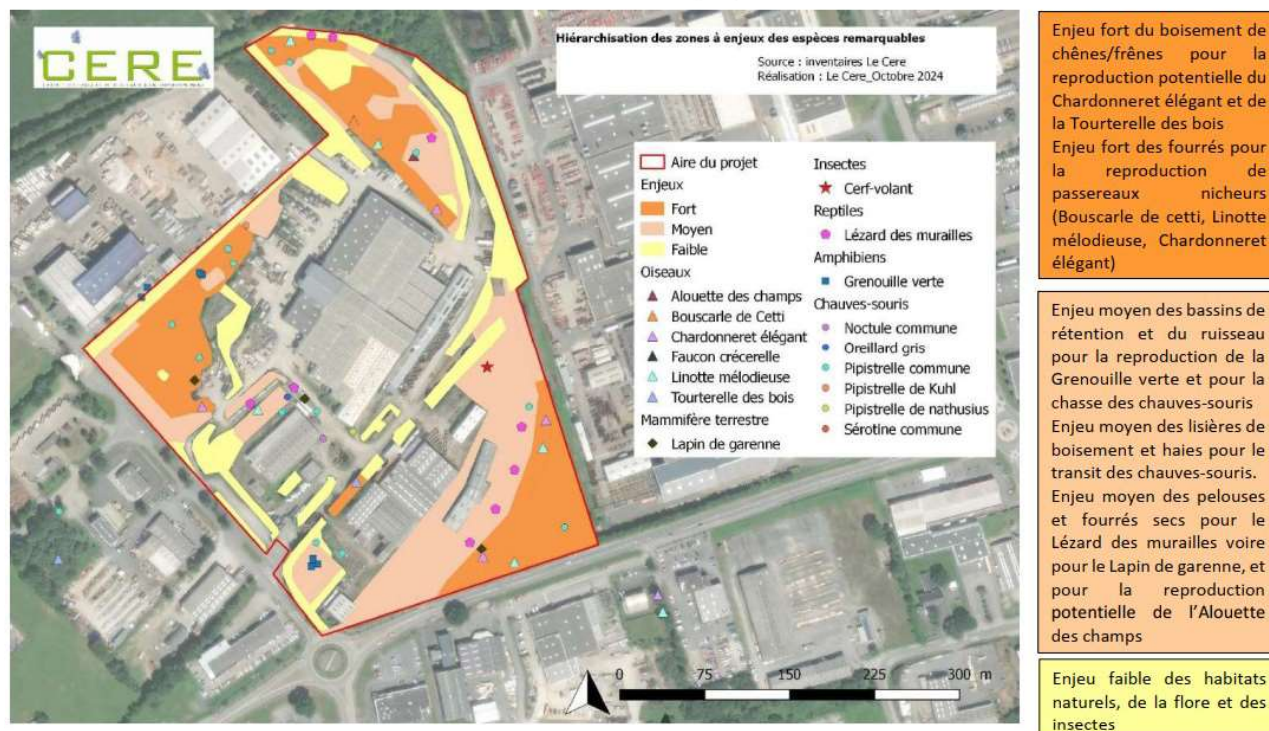 CERE
Hiérarchisation des zones à enjeux des espèces remarquables
Source : inventaires Le Cere
Réalisation : Le Cere_Octobre 2024
Aire du projet
Enjeux
Fort
Moyen
Faible
Oiseaux
Alouette des champs
Bouscarle de Cetti
Chardonneret élégant
Faucon crécerelle
Linotte mélodieuse
Tourterelle des bois
Mammifère terrestre
Lapin de garenne
Insectes
Cerf-volant
Reptiles
Lézard des murailles
Amphibiens
Grenouille verte
Chauves-souris
Noctule commune
Oreillard gris
Pipistrelle commune
Pipistrelle de Kuhl
Pipistrelle de nathusius
Sérotine commune
0 75 150 225 300 m
Enjeu fort du boisement de
chênes/frênes pour la
reproduction potentielle du
Chardonneret élégant et de
la Tourterelle des bois
Enjeu fort des fourrés pour
la reproduction de
passereaux nicheurs
(Bouscarle de cetti, Linotte
mélodieuse, Chardonneret
élégant)
Enjeu moyen des bassins de
rétention et du ruisseau
pour la reproduction de la
Grenouille verte et pour la
chasse des chauves-souris
Enjeu moyen des lisières de
boisement et haies pour le
transit des chauves-souris.
Enjeu moyen des pelouses
et fourrés secs pour le
Lézard des murailles voire
pour le Lapin de garenne, et
pour la reproduction
potentielle de l'Alouette
des champs
Enjeu faible des habitats
naturels, de la flore et des
insectes